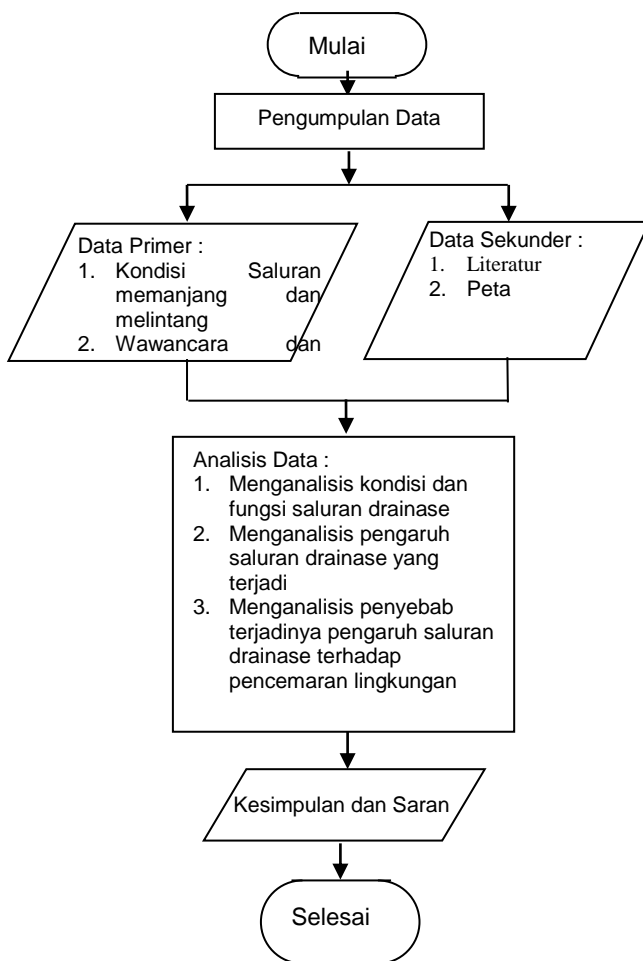 Mulai
Pengumpulan Data
Data Primer :
1. Kondisi Saluran
memanjang dan
melintang
2. Wawancara dan
Data Sekunder :
1. Literatur
2. Peta
Analisis Data :
1. Menganalisis kondisi dan
fungsi saluran drainase
2. Menganalisis pengaruh
saluran drainase yang
terjadi
3. Menganalisis penyebab
terjadinya pengaruh saluran
drainase terhadap
pencemaran lingkungan
Kesimpulan dan Saran
Selesai